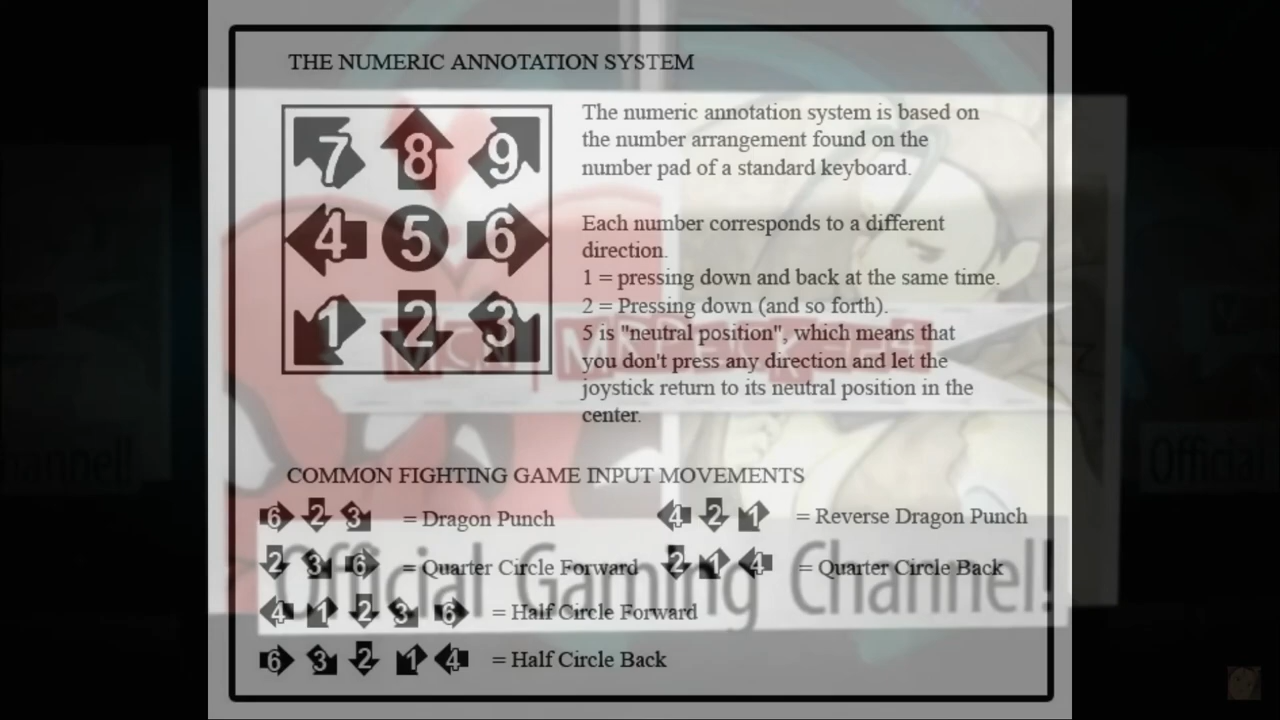 THE NUMERIC ANNOTATION SYSTEM
7 8 9
4 5 6
1 2 3
The numeric annotation system is based on
the number arrangement found on the
number pad of a standard keyboard.
Each number corresponds to a different
direction.
1 = pressing down and back at the same time.
2 = Pressing down (and so forth).
5 is "neutral position", which means that
you don't press any direction and let the
joystick return to its neutral position in the
center.
COMMON FIGHTING GAME INPUT MOVEMENTS
6 2 3 = Dragon Punch
4 2 1 = Reverse Dragon Punch
2 3 6 = Quarter Circle Forward
2 1 4 = Quarter Circle Back
4 1 2 3 6 = Half Circle Forward
6 3 2 1 4 = Half Circle Back
Official Gaming Channel!
hannel!
Official